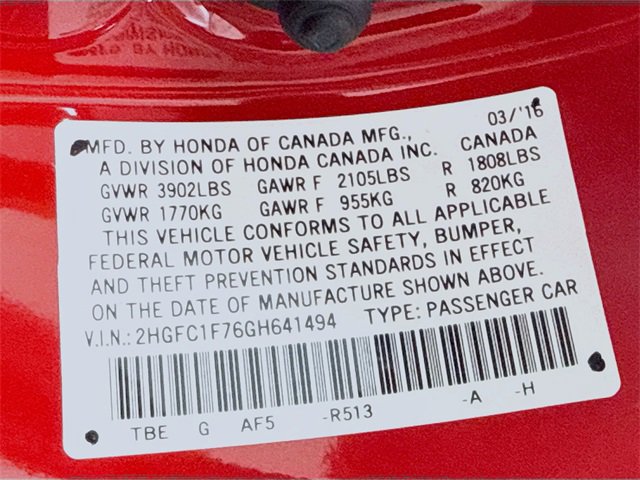 03/'16
MFD. BY HONDA OF CANADA MFG., CANADA
A DIVISION OF HONDA CANADA INC.
GVWR 3902LBS GAWR F 2105LBS R 1808LBS
GVWR 1770KG GAWR F 955KG R 820KG
THIS VEHICLE CONFORMS TO ALL APPLICABLE
FEDERAL MOTOR VEHICLE SAFETY, BUMPER,
AND THEFT PREVENTION STANDARDS IN EFFECT
ON THE DATE OF MANUFACTURE SHOWN ABOVE.
V.I.N.: 2HGFC1F76GH641494 TYPE: PASSENGER CAR
TBE G AF5 -R513 -A -H